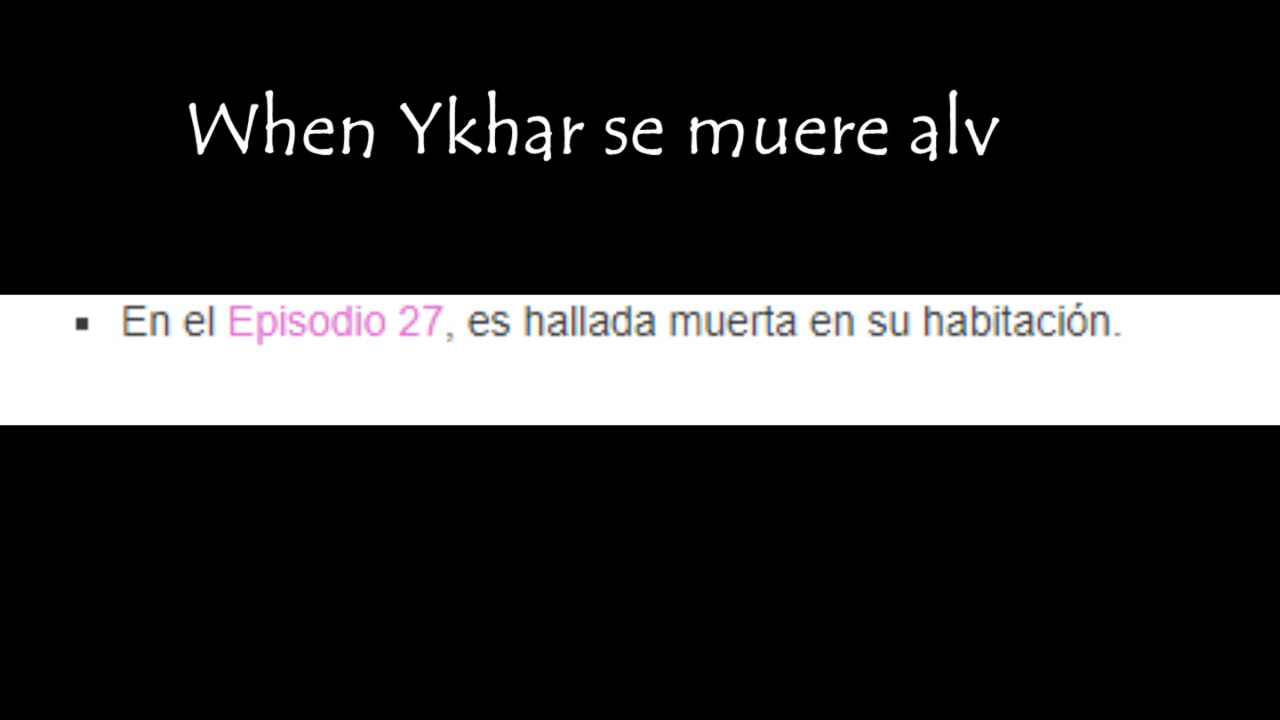 When Ykhar se muere alv
▪ En el Episodio 27, es hallada muerta en su habitación.